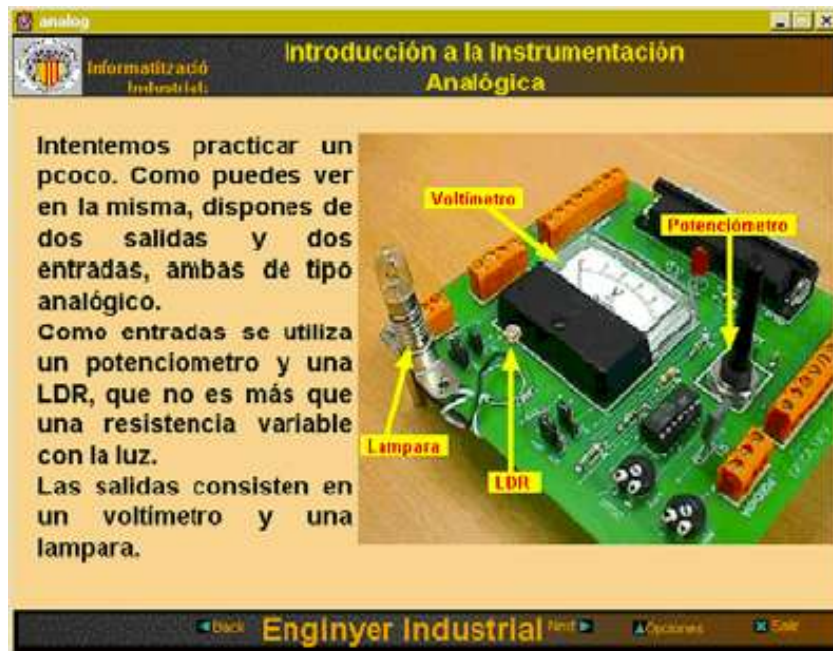 analog
Informatització
Industrial:
Introducción a la Instrumentación
Analógica
Intentemos practicar un
pcoco. Como puedes ver
en la misma, dispones de
dos salidas y dos
entradas, ambas de tipo
analógico.
Como entradas se utiliza
un potenciometro y una
LDR, que no es más que
una resistencia variable
con la luz.
Las salidas consisten en
un voltímetro y una
lampara.
Voltímetro
Potenciómetro
V
Lampara
LDR
Back
Enginyer Industrial
Next
Opciones
Salir